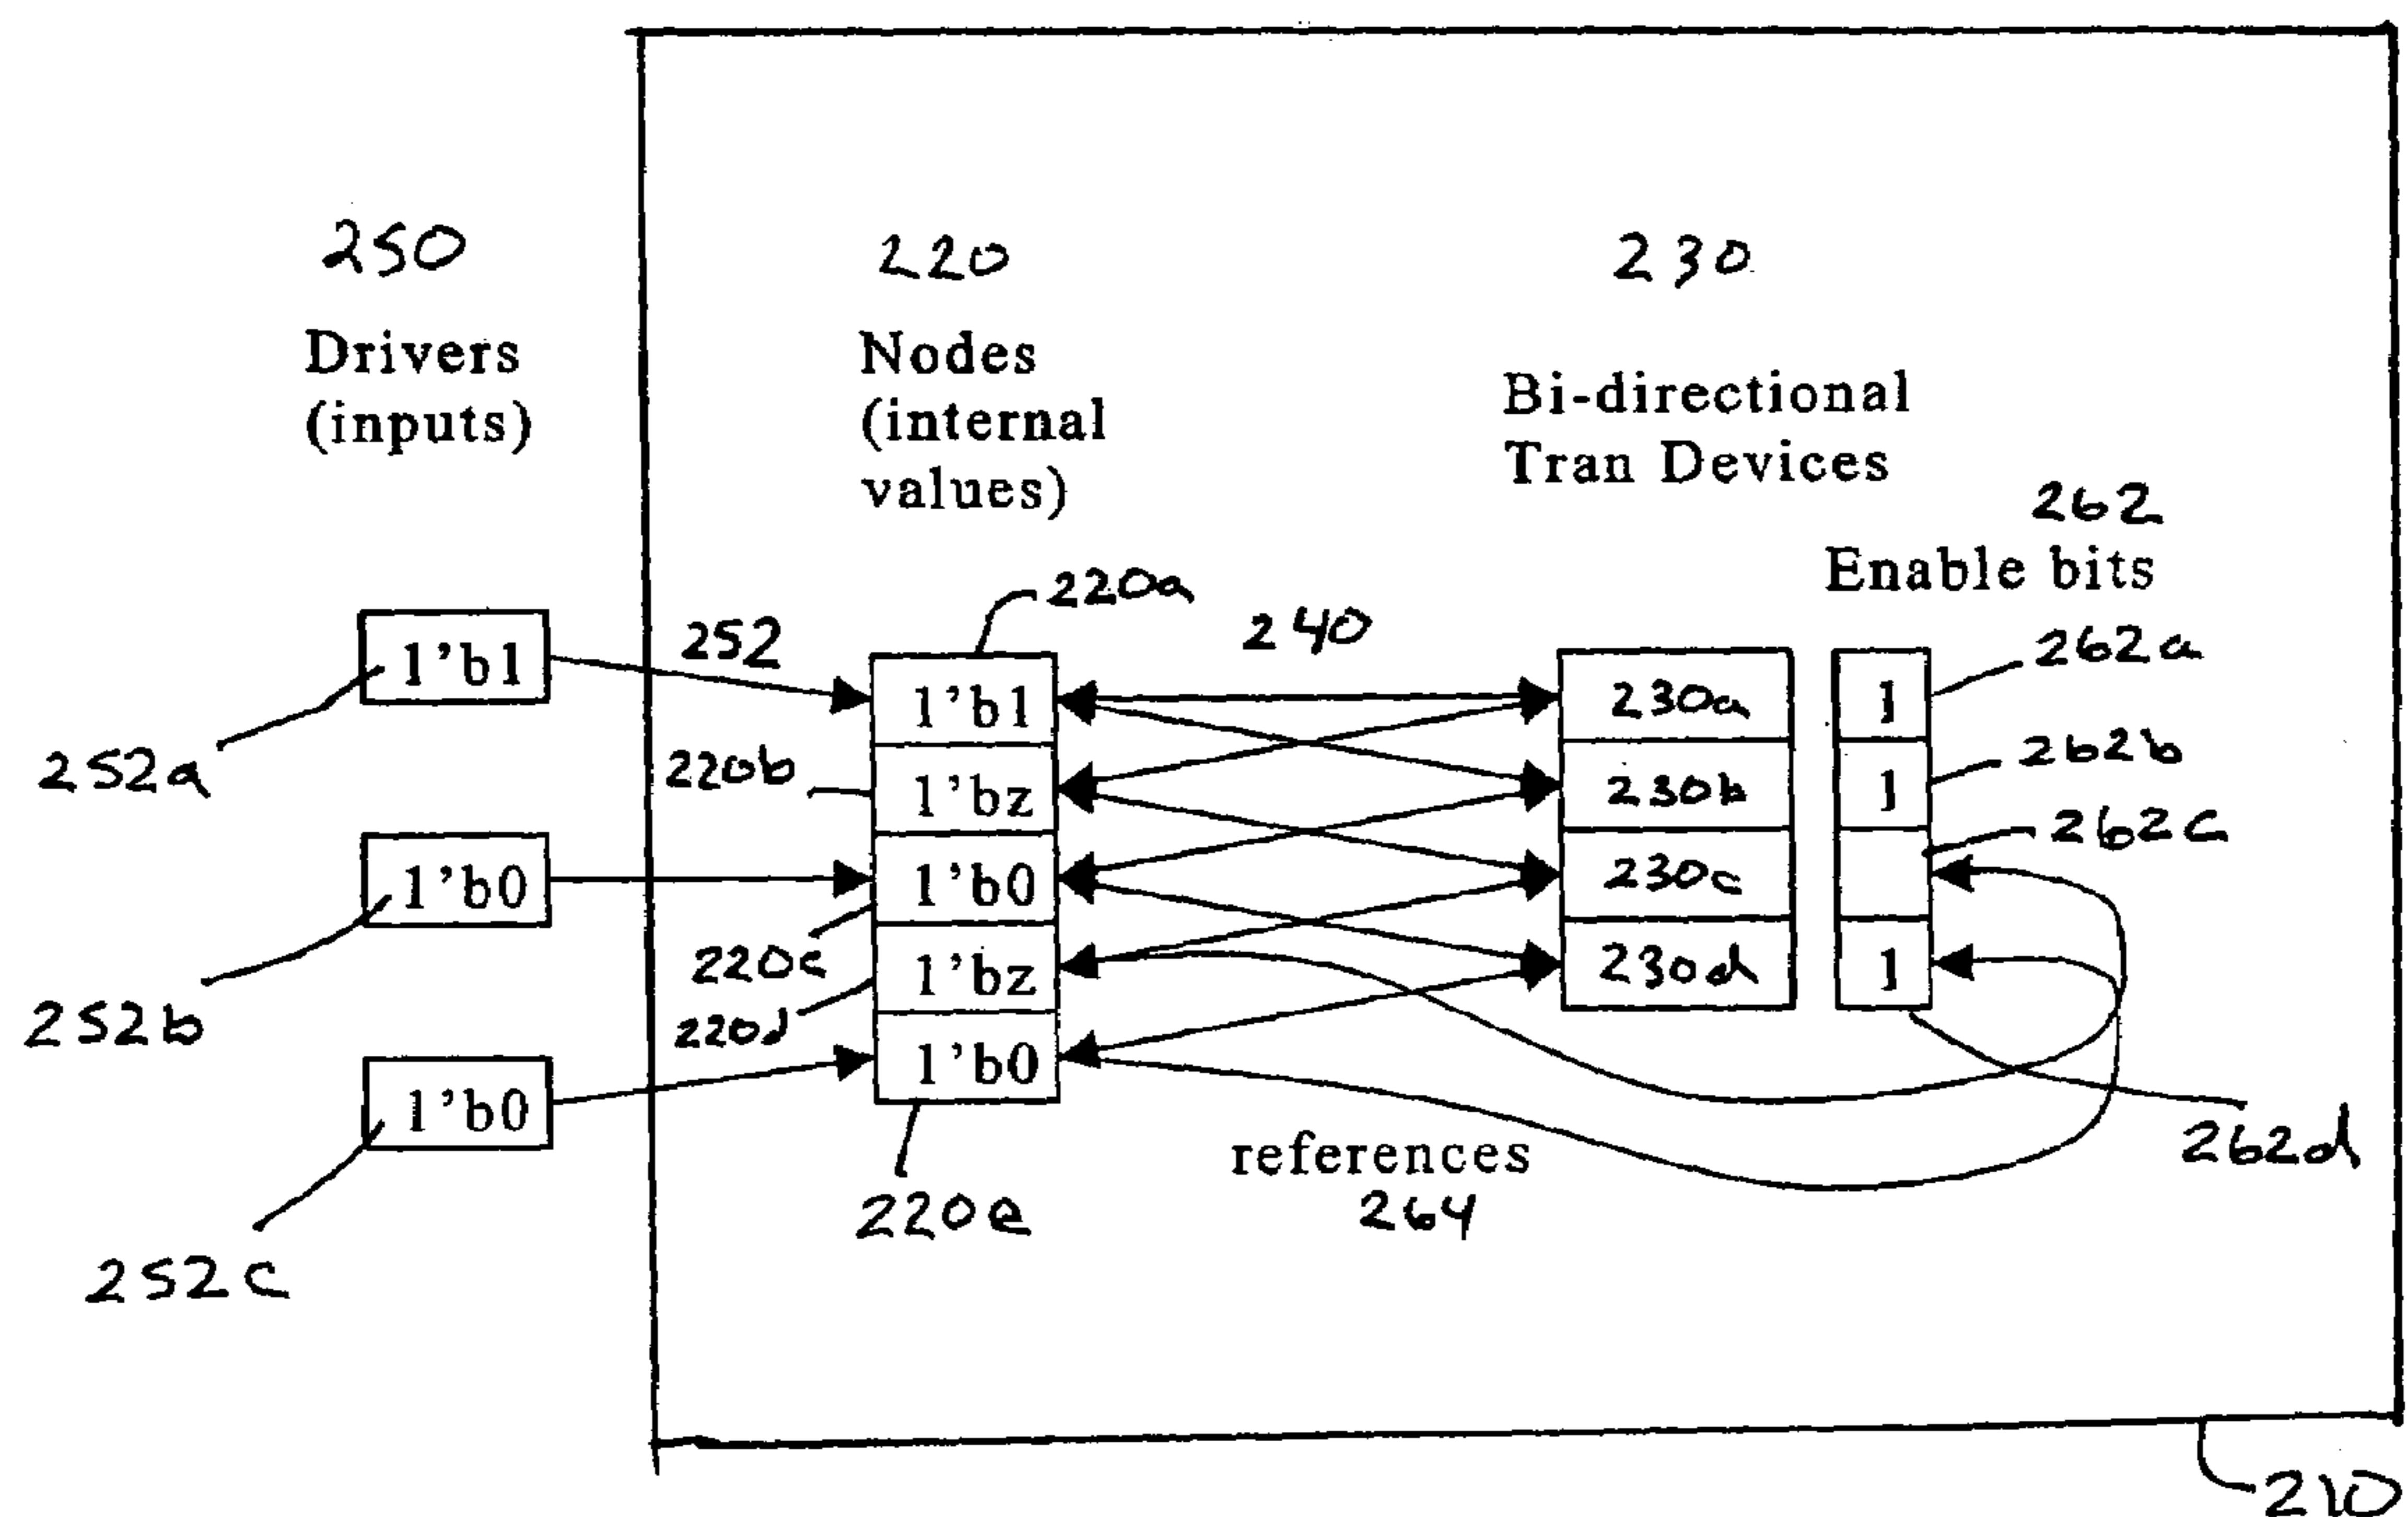 250
Drivers
(inputs)
220
Nodes
(internal
values)
230
Bi-directional
Tran Devices
262
Enable bits
220a
240
252
1'b1
252a
1'b1
230a
1
262a
220b
1'bz
230b
1
262b
1'b0
252b
1'b0
220c
230c
262c
1'bz
220d
230d
1
262d
1'b0
252c
1'b0
220e
references
264
210